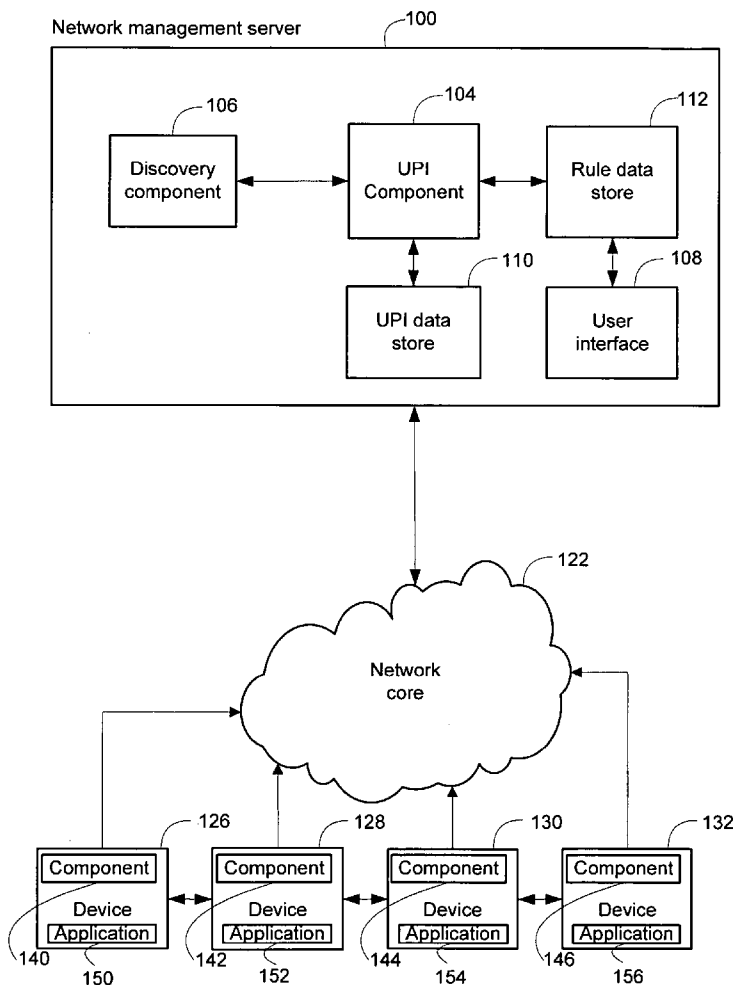 Network management server
100
106
104
112
Discovery
component
UPI
Component
Rule data
store
110
108
UPI data
store
User
interface
122
Network
core
126
128
130
132
Component
Component
Component
Component
Device
Device
Device
Device
Application
Application
Application
Application
140
150
142
152
144
154
146
156